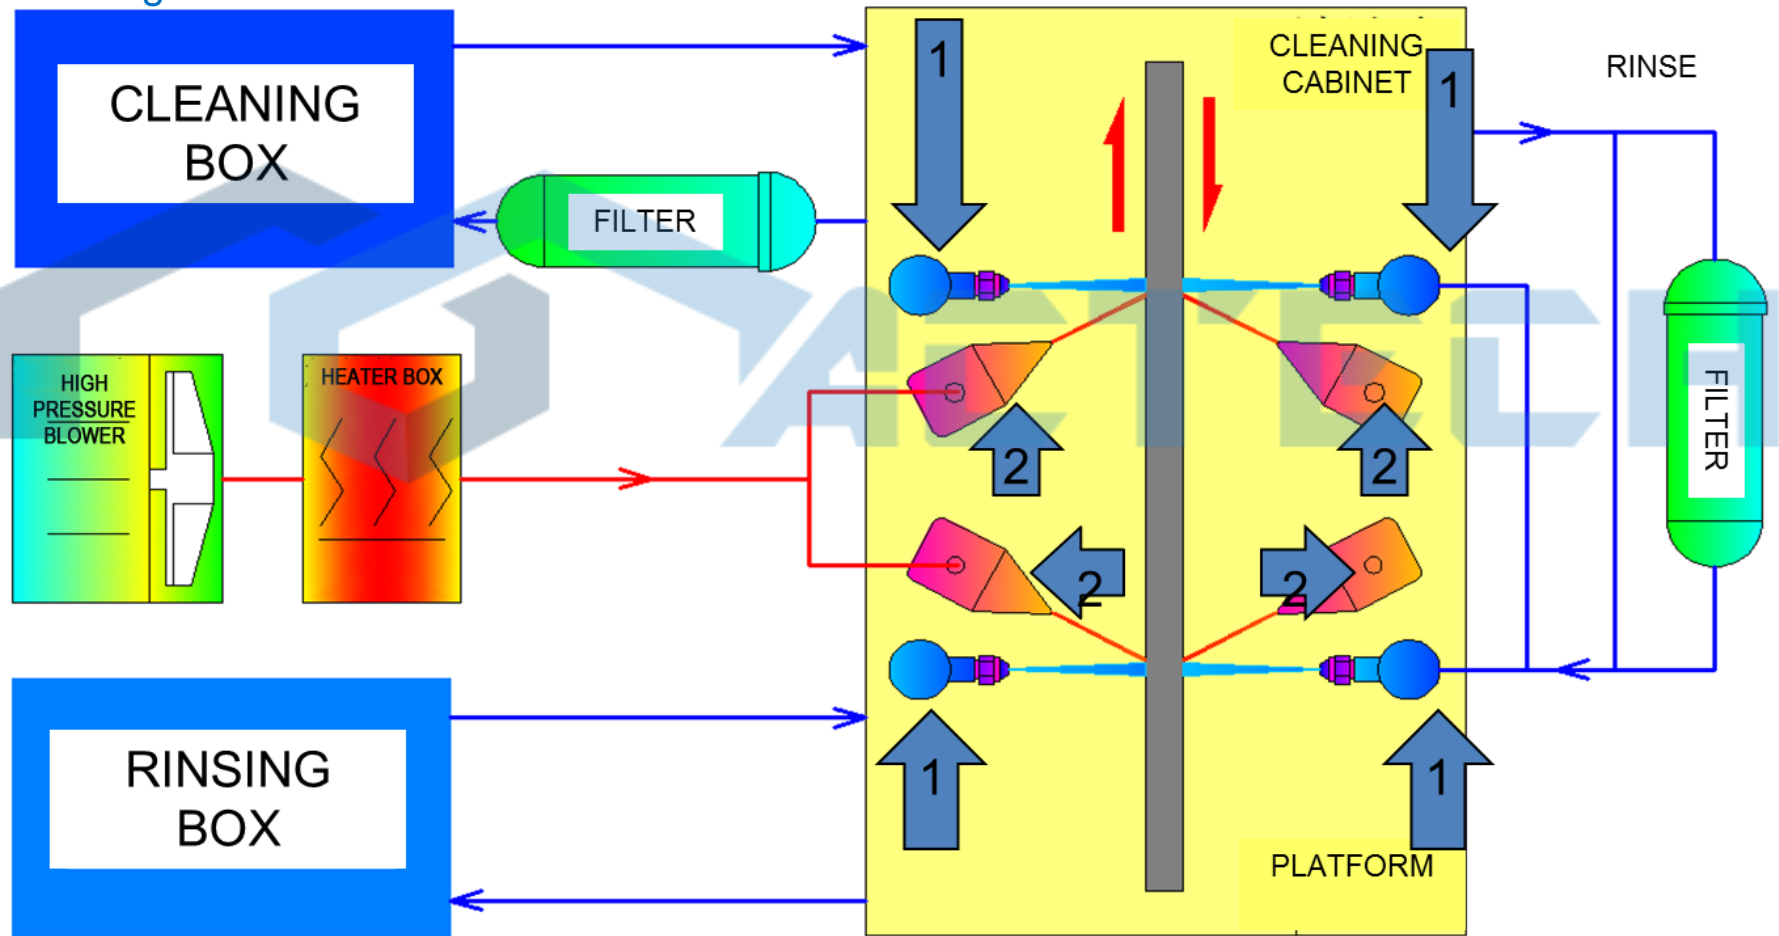 CLEANING
BOX
FILTER
HIGH
PRESSURE
BLOWER
HEATER BOX
RINSING
BOX
1
CLEANING
CABINET
1
2
2
2
2
1
1
PLATFORM
RINSE
FILTER